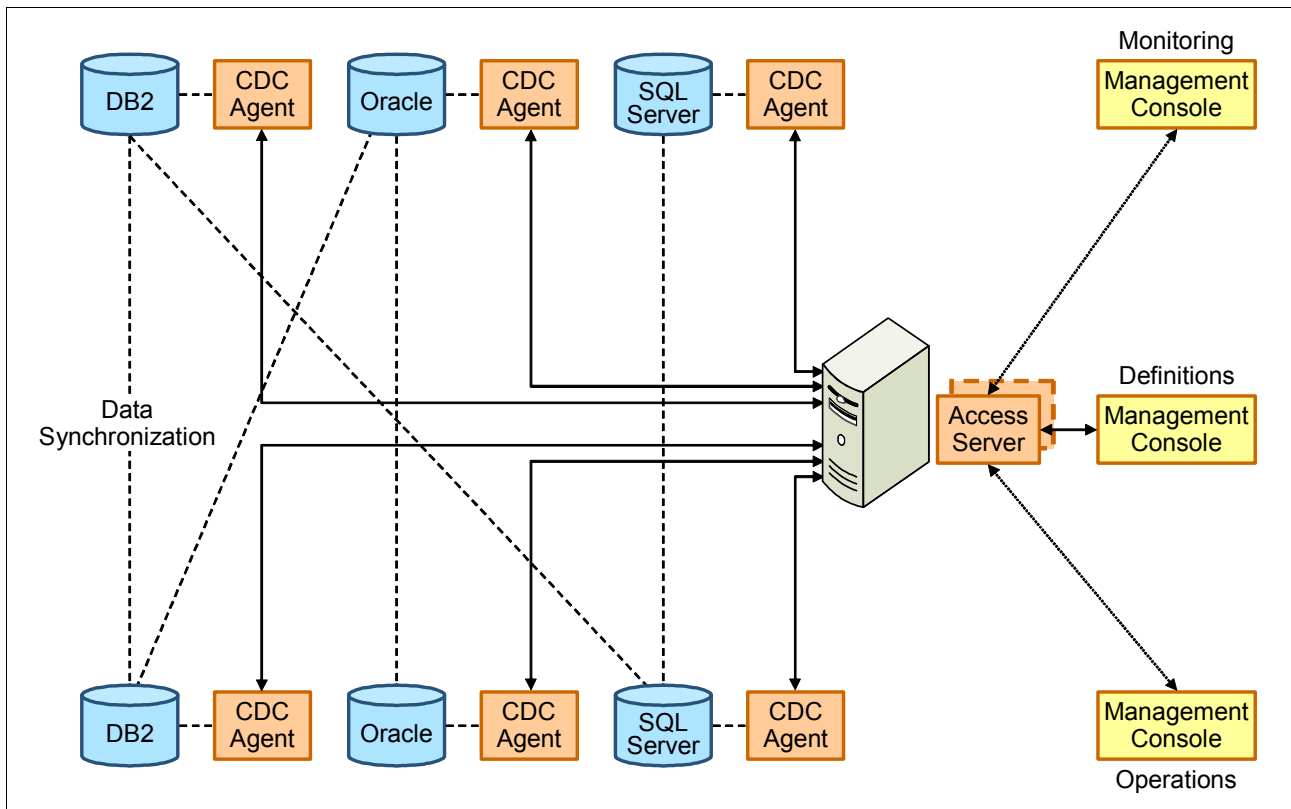 Monitoring
Management
Console
DB2
CDC
Agent
Oracle
CDC
Agent
SQL
Server
CDC
Agent
Data
Synchronization
Access
Server
Definitions
Management
Console
DB2
CDC
Agent
Oracle
CDC
Agent
SQL
Server
CDC
Agent
Management
Console
Operations